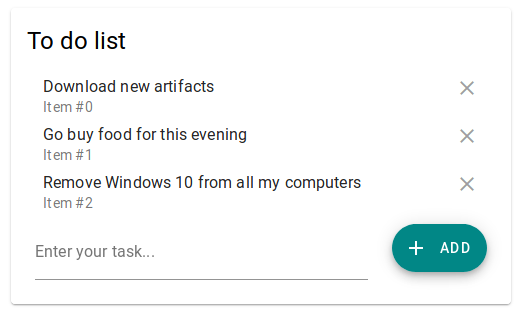 To do list
Download new artifacts
Item #0
Go buy food for this evening
Item #1
Remove Windows 10 from all my computers
Item #2
Enter your task...
ADD